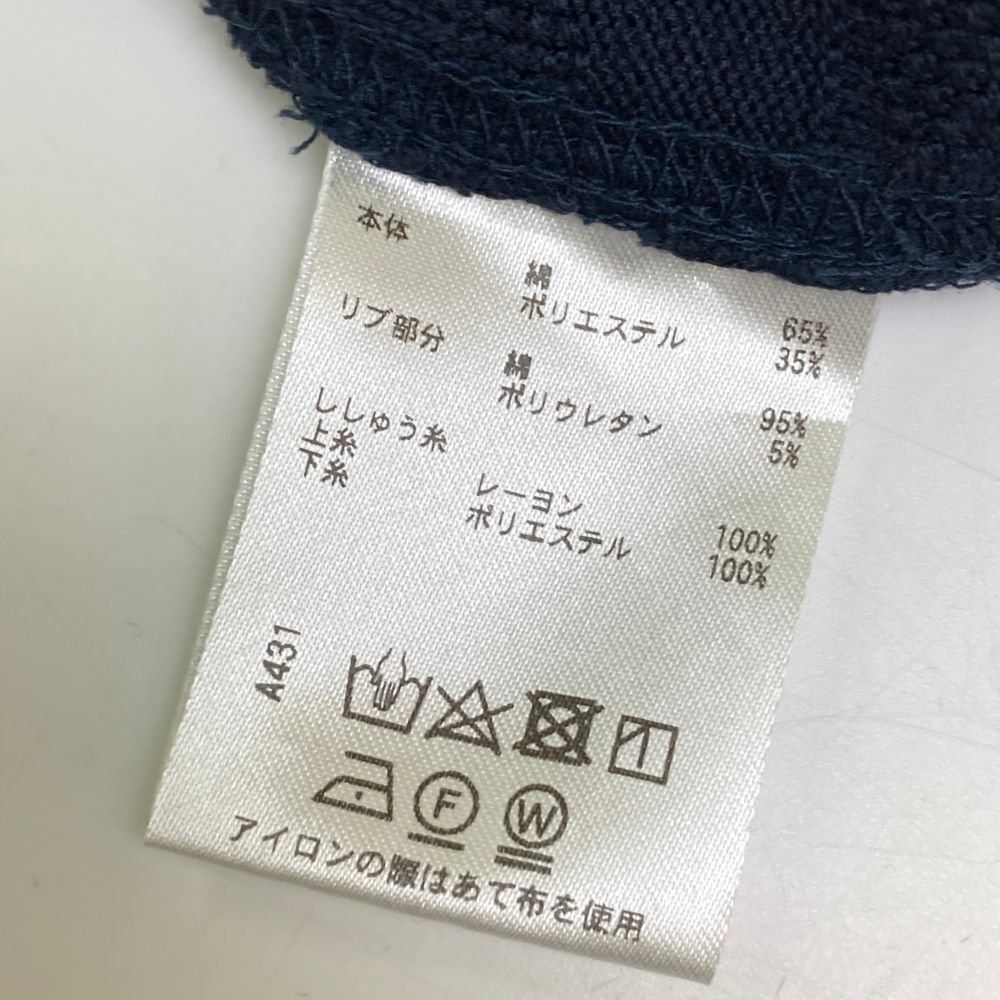 本体
綿 65%
ポリエステル 35%
リブ部分
綿 95%
ポリウレタン 5%
ししゅう糸
上糸 レーヨン 100%
下糸 ポリエステル 100%
A431
F W
アイロンの際はあて布を使用